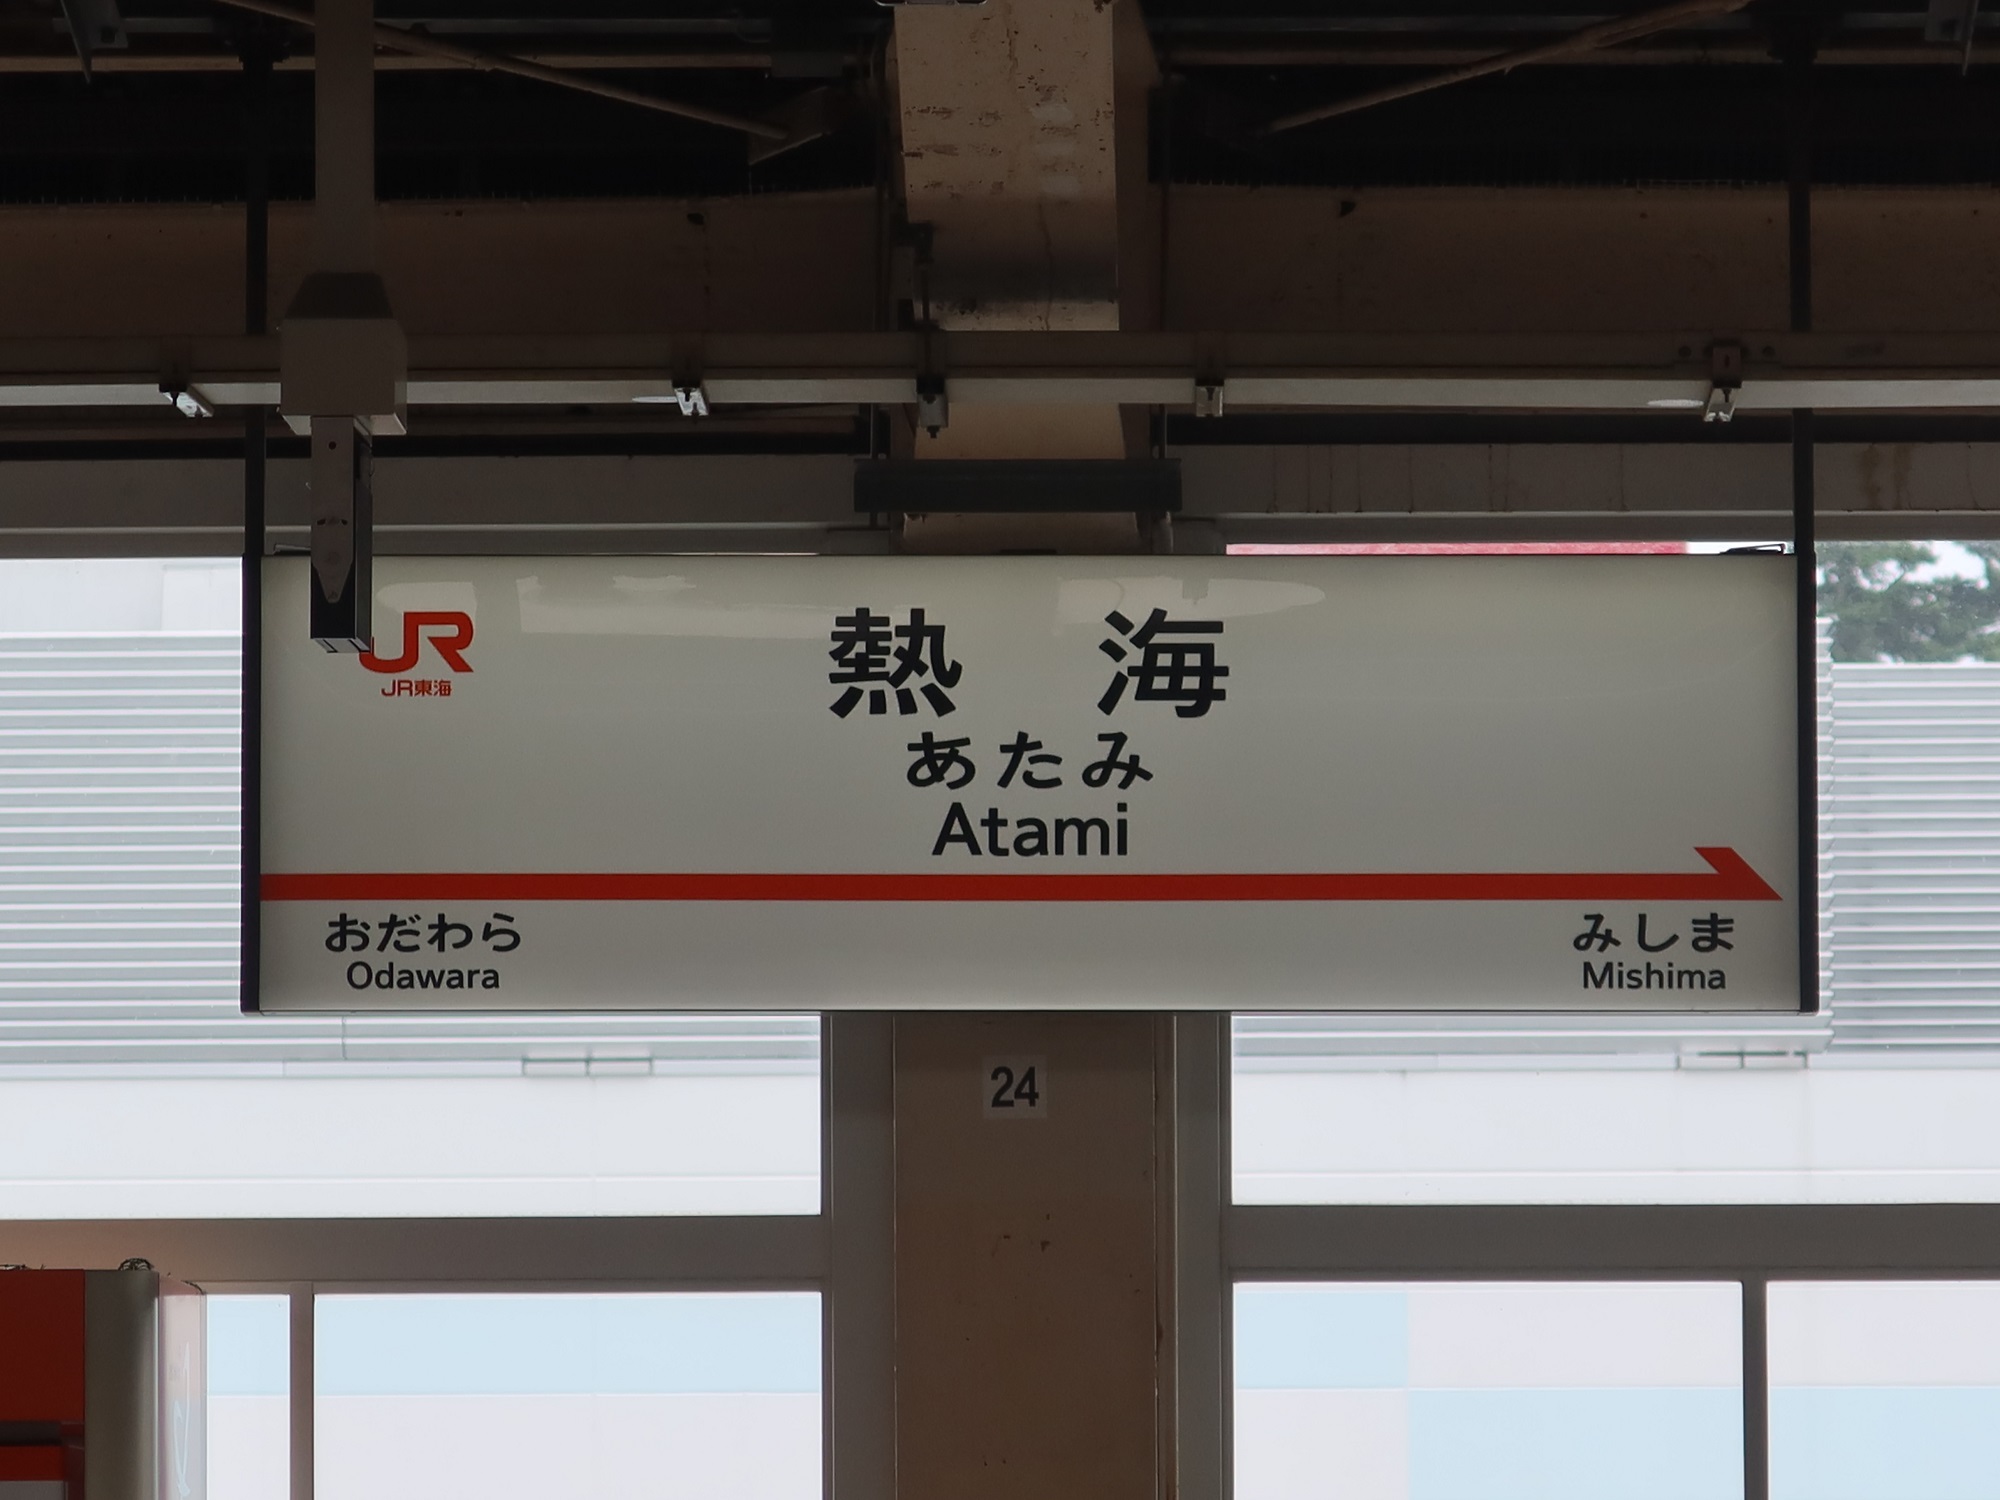 JR
JR東海
熱海
あたみ
Atami
おだわら
Odawara
みしま
Mishima
24